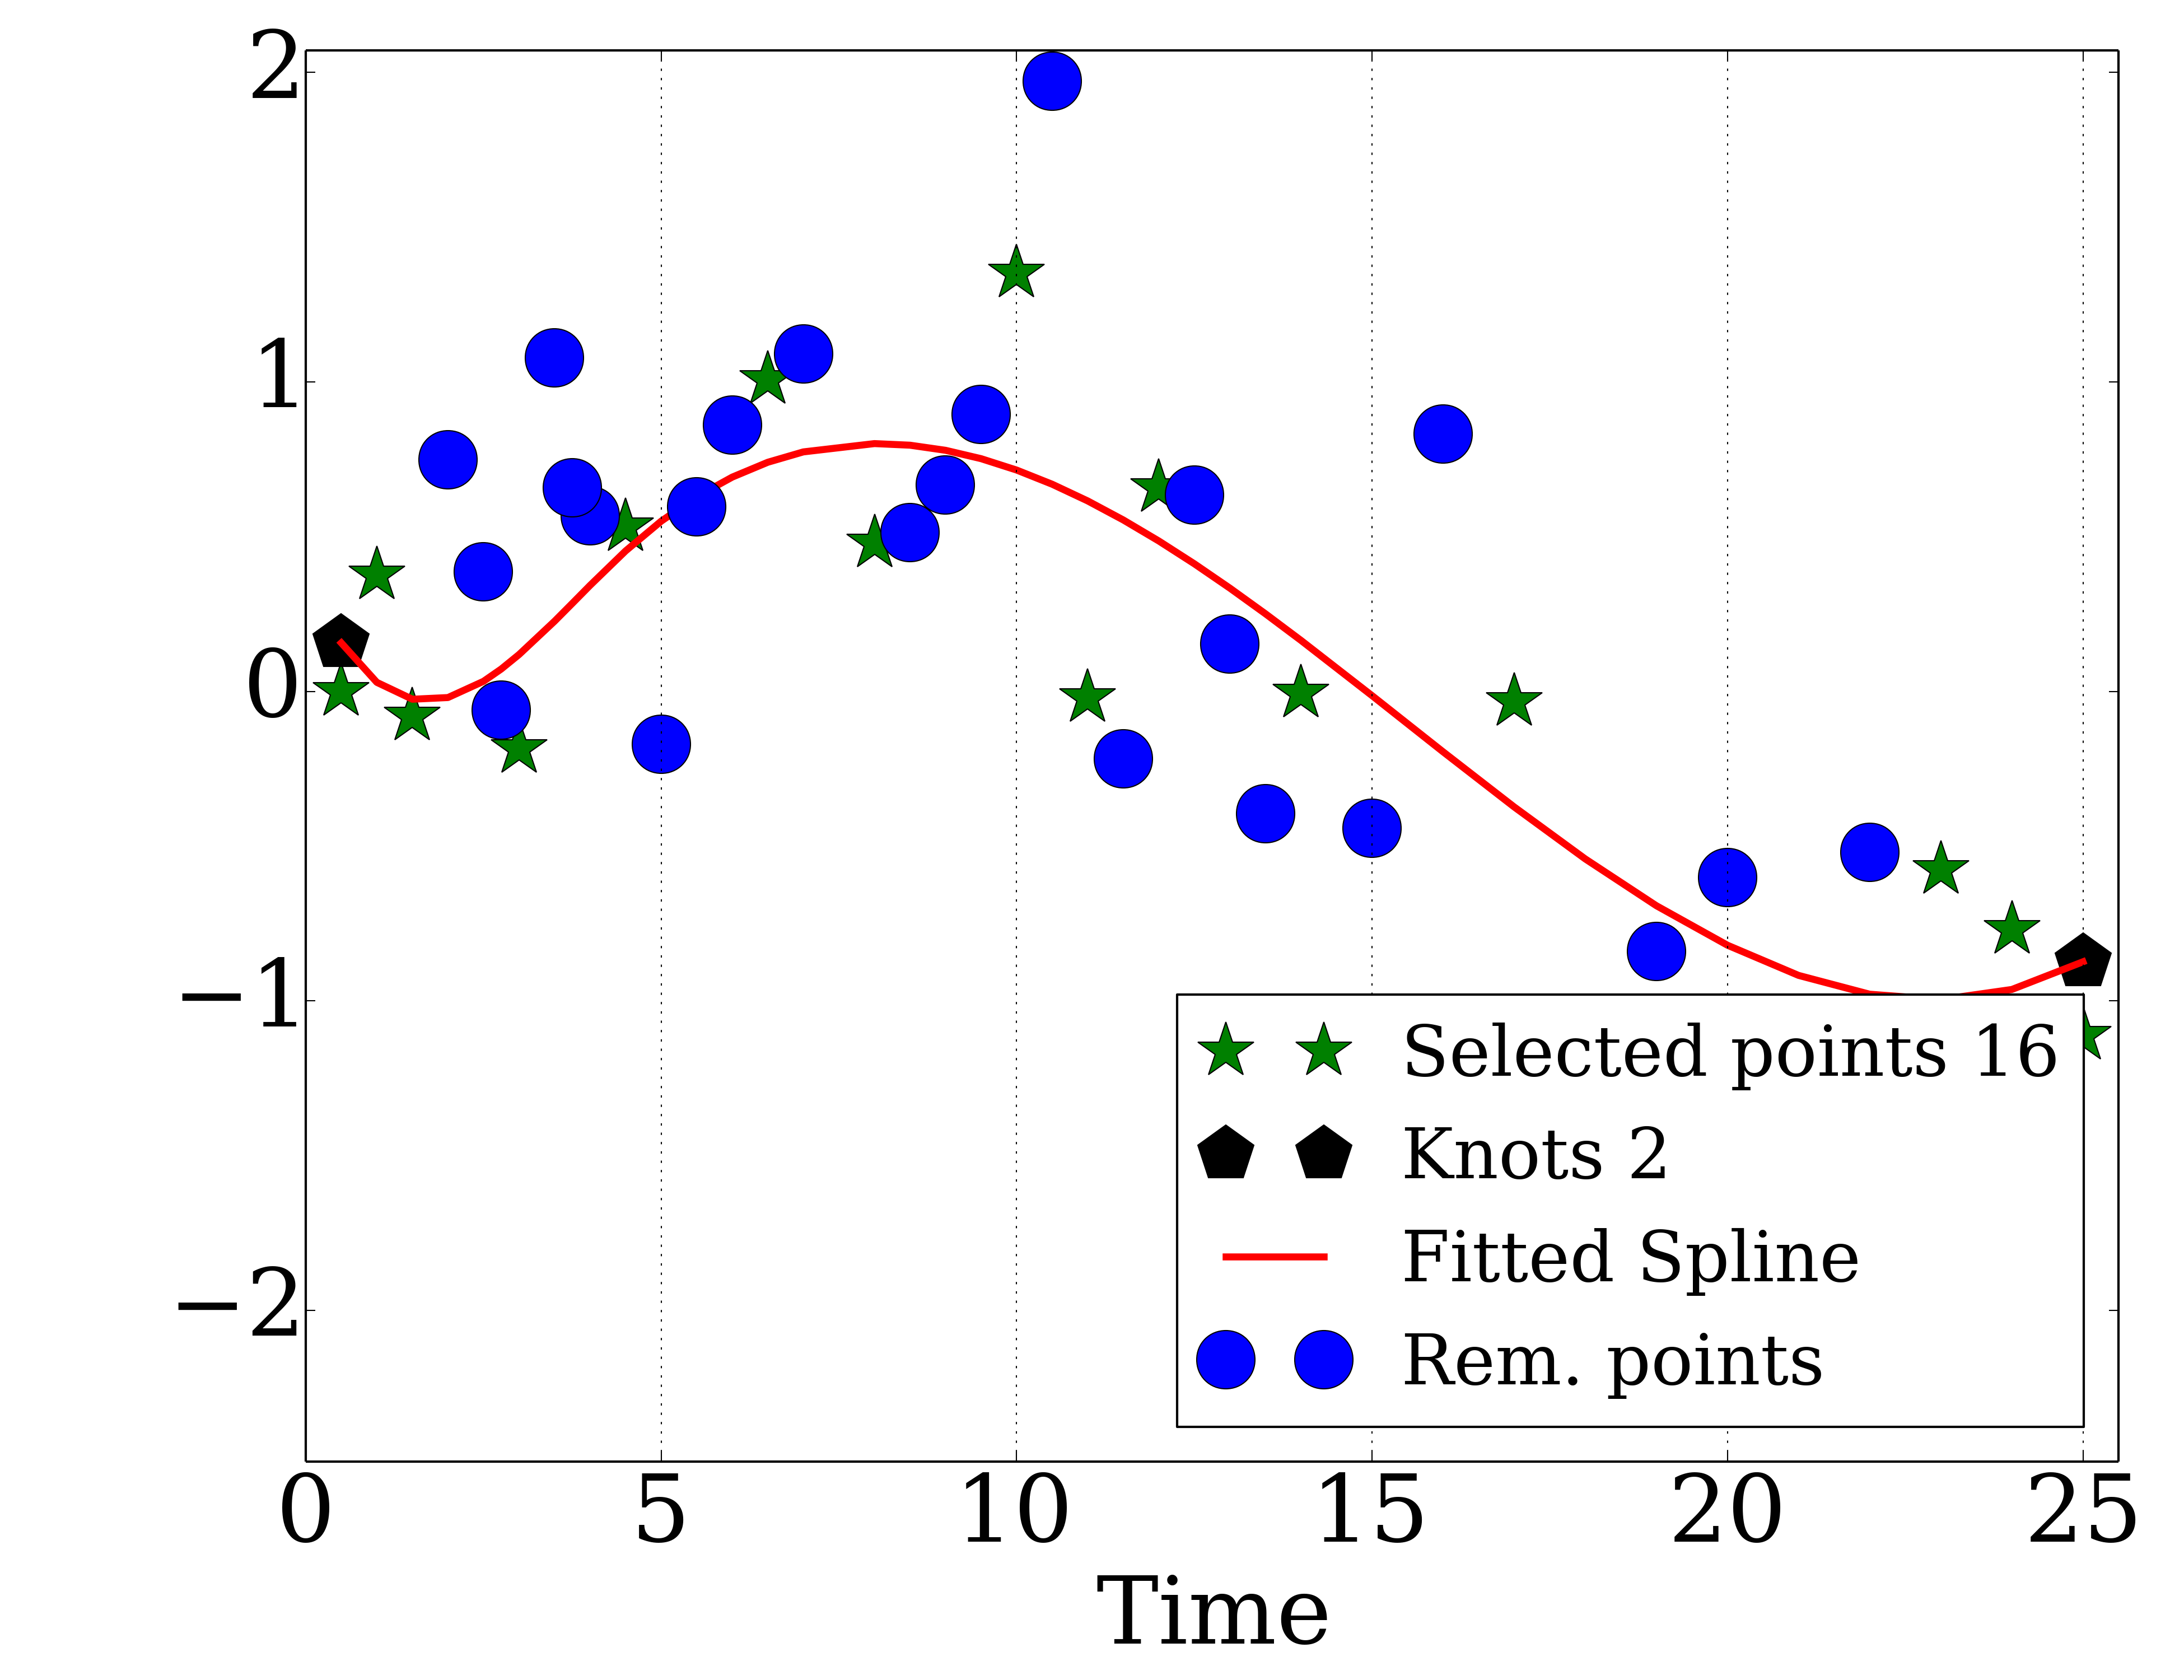 2
1
0
−1
−2
0 5 10 15 20 25
Time
Selected points 16
Knots 2
Fitted Spline
Rem. points